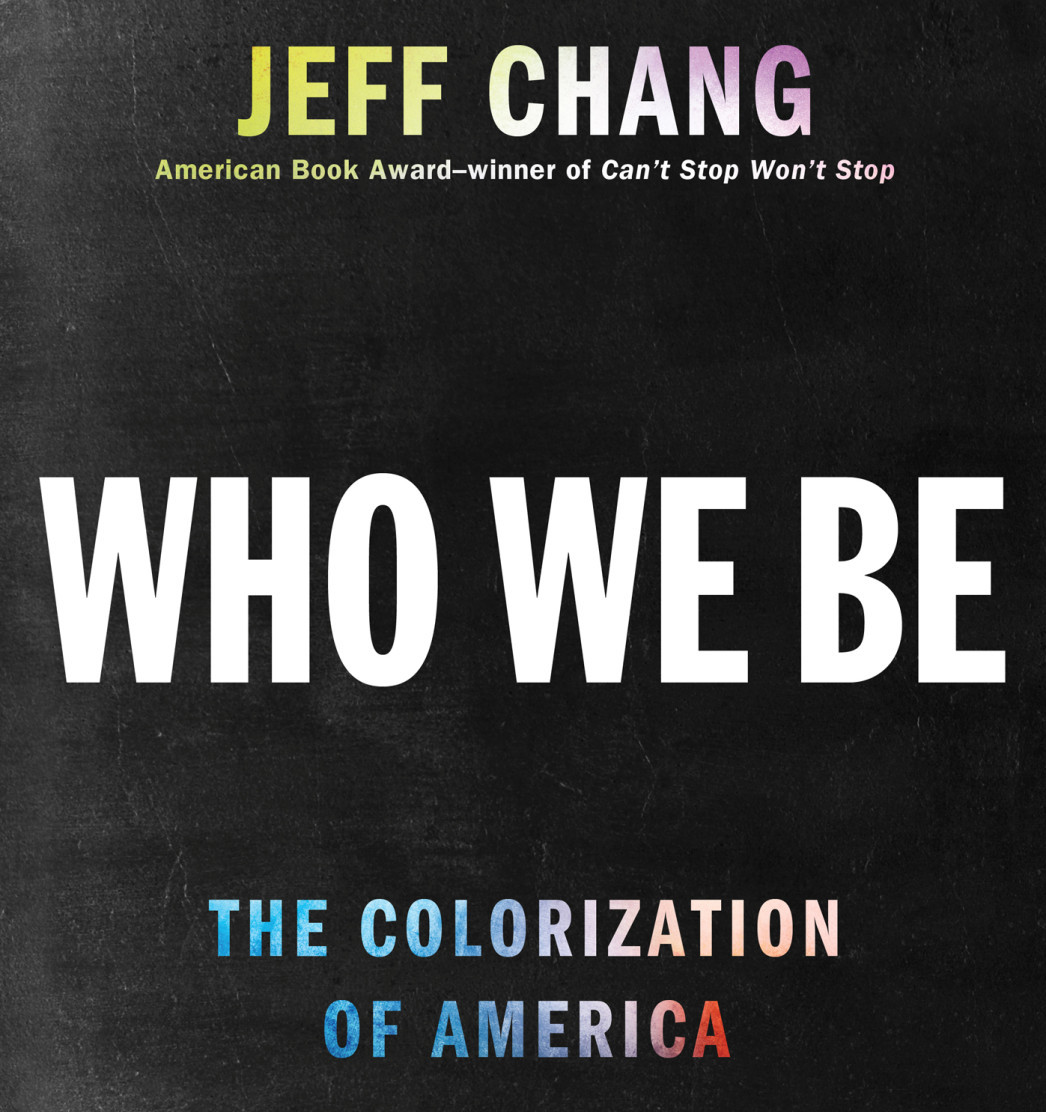 JEFF CHANG
American Book Award–winner of Can’t Stop Won’t Stop
WHO WE BE
THE COLORIZATION
OF AMERICA